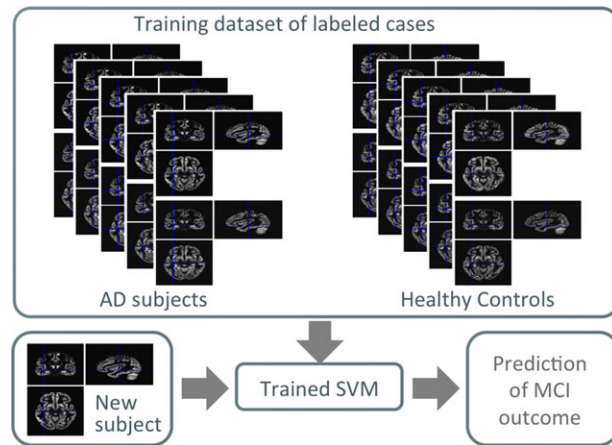 Training dataset of labeled cases
AD subjects
Healthy Controls
New
subject
Trained SVM
Prediction
of MCI
outcome